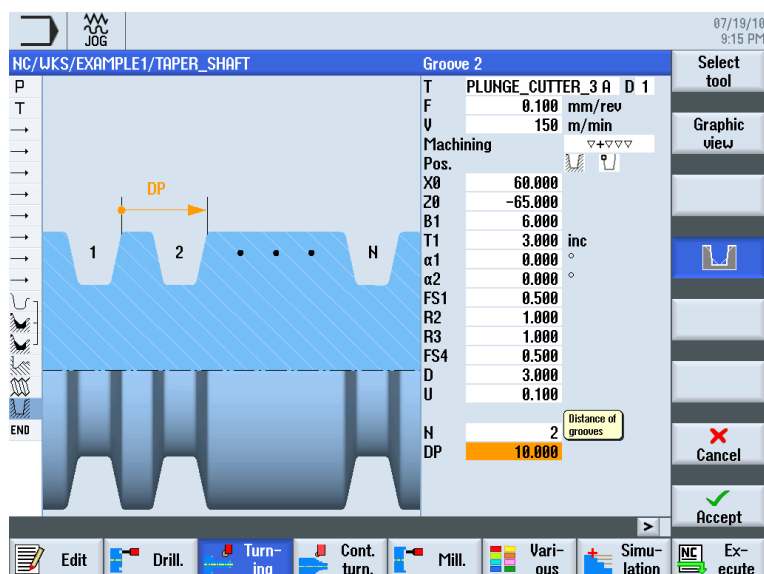 JOG
07/19/10
9:15 PM
NC/WKS/EXAMPLE1/TAPER_SHAFT
Groove 2
Select
tool
P
T
END
DP
1
2
N
T PLUNGE_CUTTER_3 A D 1
F 0.100 mm/rev
V 150 m/min
Machining ▽+▽▽▽
Pos.
X0 60.000
Z0 -65.000
B1 6.000
T1 3.000 inc
α1 0.000 °
α2 0.000 °
FS1 0.500
R2 1.000
R3 1.000
FS4 0.500
D 3.000
U 0.100
Distance of
grooves
N 2
DP 10.000
Graphic
view
Cancel
Accept
>
Edit
Drill.
Turn-
ing
Cont.
turn.
Mill.
Vari-
ous
Simu-
lation
NC
Ex-
ecute